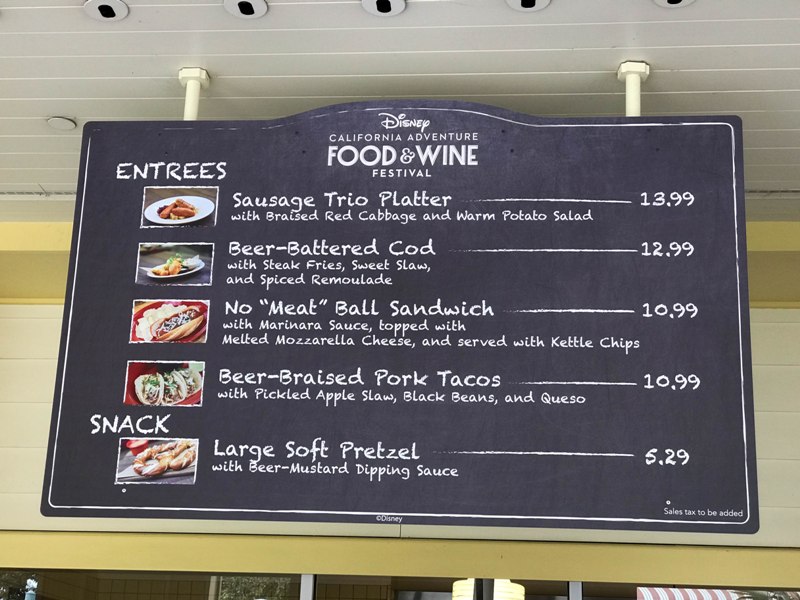 Disney
CALIFORNIA ADVENTURE
FOOD & WINE
FESTIVAL
ENTREES
Sausage Trio Platter 13.99
with Braised Red Cabbage and Warm Potato Salad
Beer-Battered Cod 12.99
with Steak Fries, Sweet Slaw,
and Spiced Remoulade
No "Meat" Ball Sandwich 10.99
with Marinara Sauce, topped with
Melted Mozzarella Cheese, and served with Kettle Chips
Beer-Braised Pork Tacos 10.99
with Pickled Apple Slaw, Black Beans, and Queso
SNACK
Large Soft Pretzel 5.29
with Beer-Mustard Dipping Sauce
Sales tax to be added
©Disney